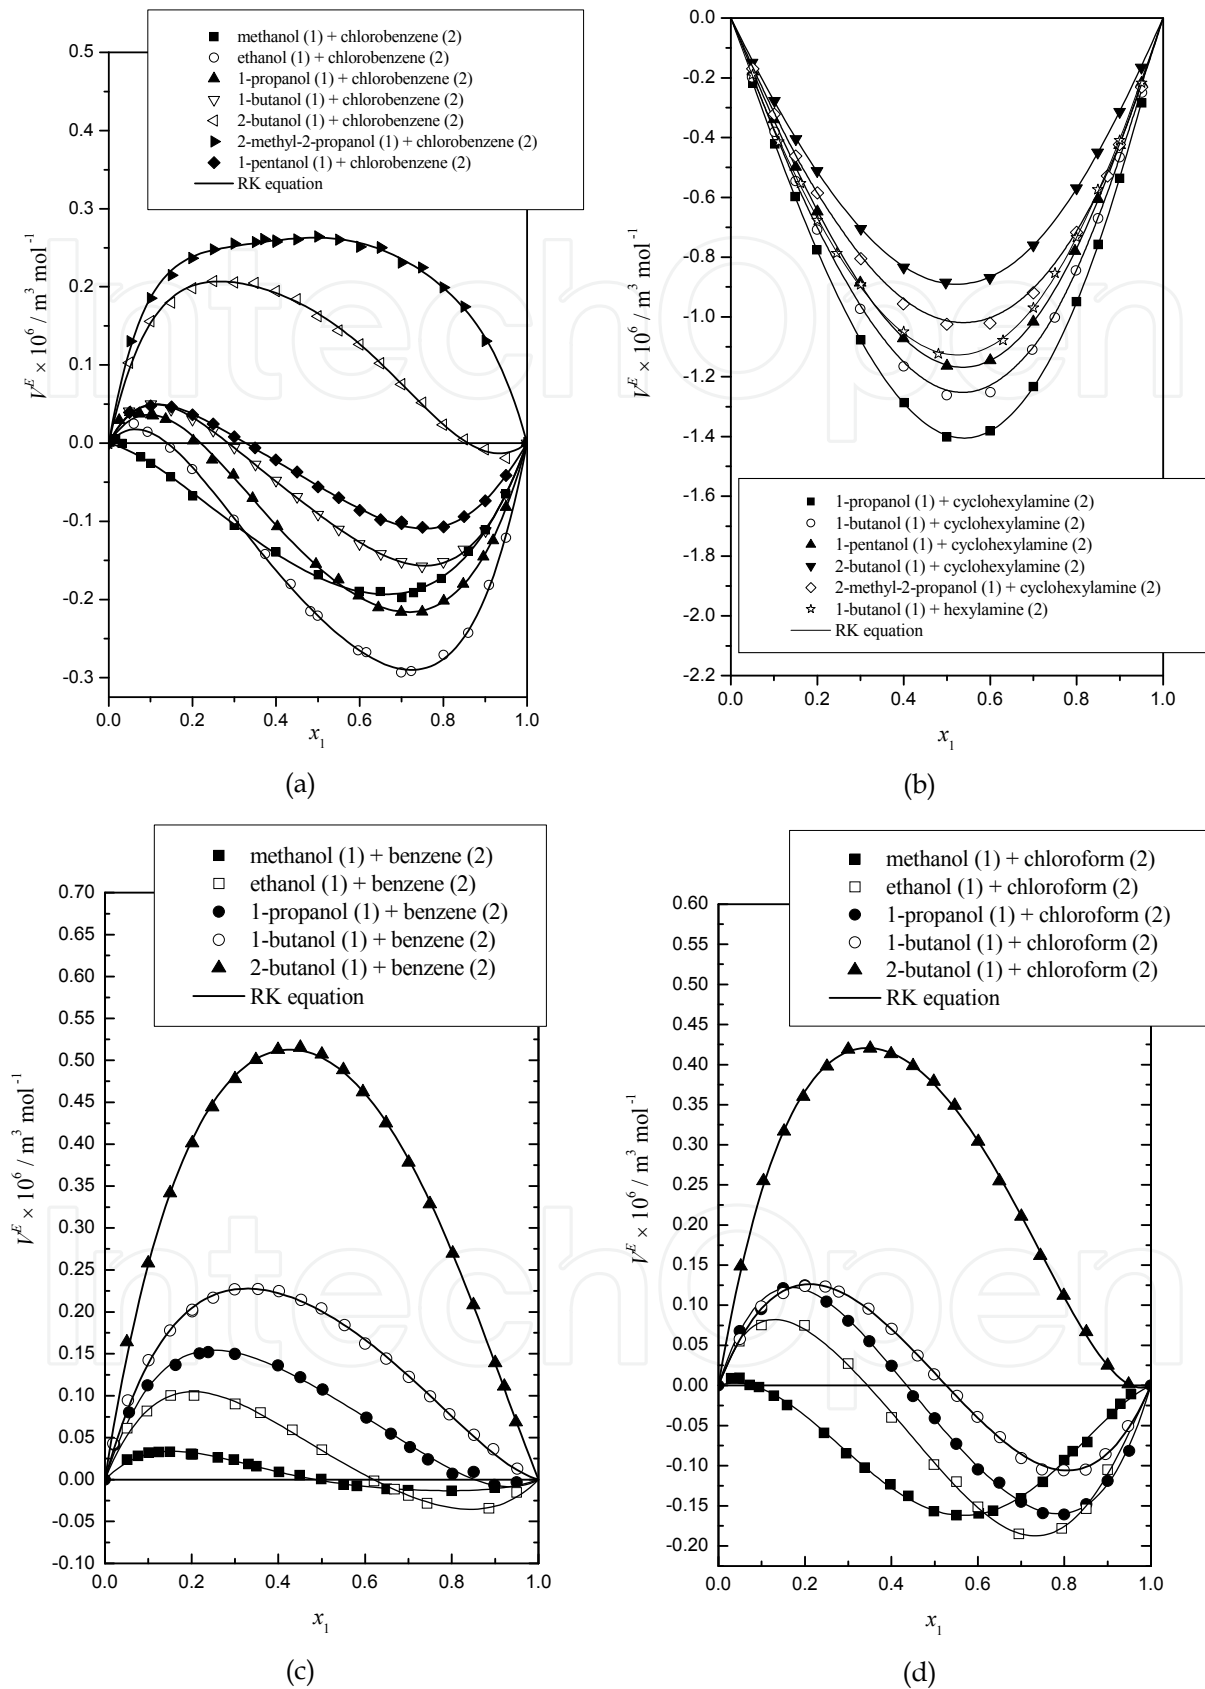 methanol (1) + chlorobenzene (2)
ethanol (1) + chlorobenzene (2)
1-propanol (1) + chlorobenzene (2)
1-butanol (1) + chlorobenzene (2)
2-butanol (1) + chlorobenzene (2)
2-methyl-2-propanol (1) + chlorobenzene (2)
1-pentanol (1) + chlorobenzene (2)
RK equation
0.5
0.4
0.3
0.2
0.1
0.0
-0.1
-0.2
-0.3
V^E × 10^6 / m^3 mol^-1
0.0 0.2 0.4 0.6 0.8 1.0
x_1
(a)
0.0
-0.2
-0.4
-0.6
-0.8
-1.0
-1.2
-1.4
-1.6
-1.8
-2.0
-2.2
V^E × 10^6 / m^3 mol^-1
1-propanol (1) + cyclohexylamine (2)
1-butanol (1) + cyclohexylamine (2)
1-pentanol (1) + cyclohexylamine (2)
2-butanol (1) + cyclohexylamine (2)
2-methyl-2-propanol (1) + cyclohexylamine (2)
1-butanol (1) + hexylamine (2)
RK equation
0.0 0.2 0.4 0.6 0.8 1.0
x_1
(b)
methanol (1) + benzene (2)
ethanol (1) + benzene (2)
1-propanol (1) + benzene (2)
1-butanol (1) + benzene (2)
2-butanol (1) + benzene (2)
RK equation
0.70
0.65
0.60
0.55
0.50
0.45
0.40
0.35
0.30
0.25
0.20
0.15
0.10
0.05
0.00
-0.05
-0.10
V^E × 10^6 / m^3 mol^-1
0.0 0.2 0.4 0.6 0.8 1.0
x_1
(c)
methanol (1) + chloroform (2)
ethanol (1) + chloroform (2)
1-propanol (1) + chloroform (2)
1-butanol (1) + chloroform (2)
2-butanol (1) + chloroform (2)
RK equation
0.60
0.55
0.50
0.45
0.40
0.35
0.30
0.25
0.20
0.15
0.10
0.05
0.00
-0.05
-0.10
-0.15
-0.20
V^E × 10^6 / m^3 mol^-1
0.0 0.2 0.4 0.6 0.8 1.0
x_1
(d)
IntechOpen
IntechOpen